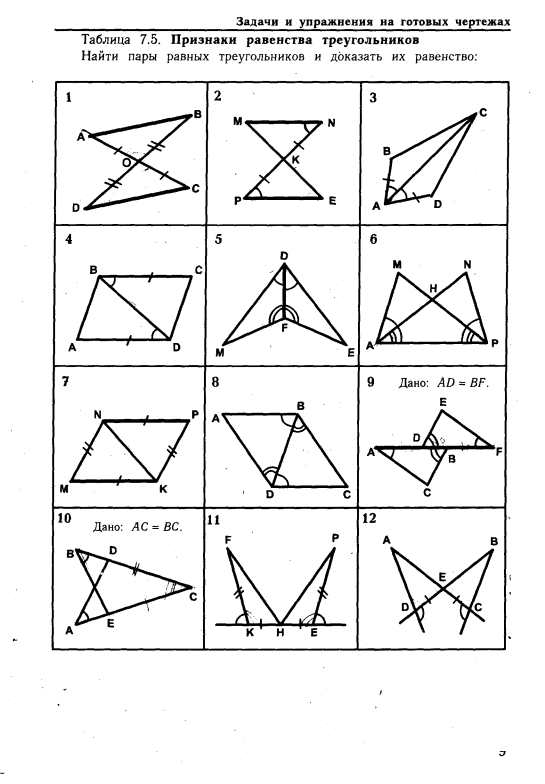 Задачи и упражнения на готовых чертежах
Таблица 7.5. Признаки равенства треугольников
Найти пары равных треугольников и доказать их равенство:
1
B
A
O
C
D
2
M
N
K
P
E
3
C
B
A
D
4
B
C
A
D
5
D
F
M
E
6
M
N
H
A
P
7
N
P
M
K
8
A
B
D
C
9
Дано: AD = BF.
E
D
A
B
F
C
10
Дано: AC = BC.
B
D
C
A
E
11
F
P
K
H
E
12
A
B
E
D
C